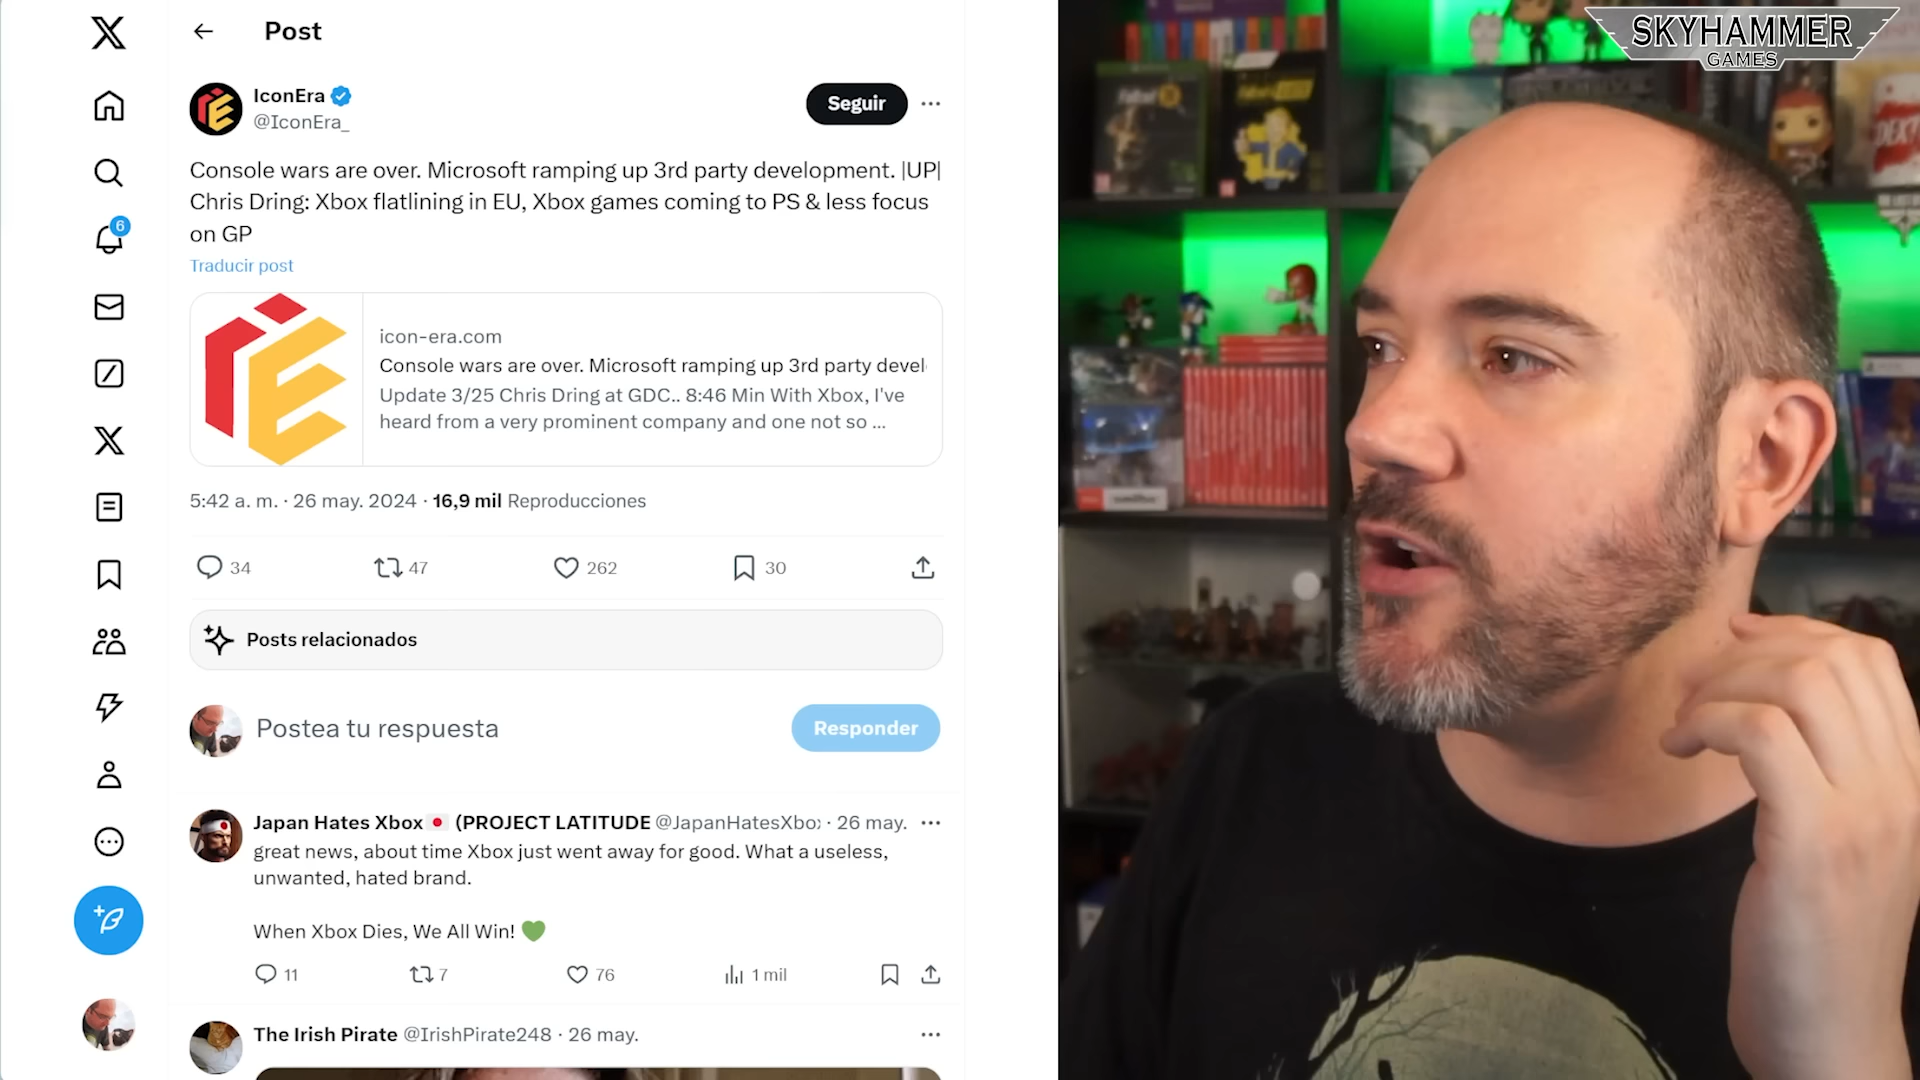 Post
IconEra
@IconEra_
Seguir
Console wars are over. Microsoft ramping up 3rd party development. |UP|
Chris Dring: Xbox flatlining in EU, Xbox games coming to PS & less focus
on GP
Traducir post
icon-era.com
Console wars are over. Microsoft ramping up 3rd party devel
Update 3/25 Chris Dring at GDC.. 8:46 Min With Xbox, I've
heard from a very prominent company and one not so ...
5:42 a. m. · 26 may. 2024 · 16,9 mil Reproducciones
34 47 262 30
Posts relacionados
Postea tu respuesta
Responder
Japan Hates Xbox (PROJECT LATITUDE @JapanHatesXbo · 26 may.
great news, about time Xbox just went away for good. What a useless,
unwanted, hated brand.
When Xbox Dies, We All Win!
11 7 76 1 mil
The Irish Pirate @IrishPirate248 · 26 may.
6
SKYHAMMER
GAMES